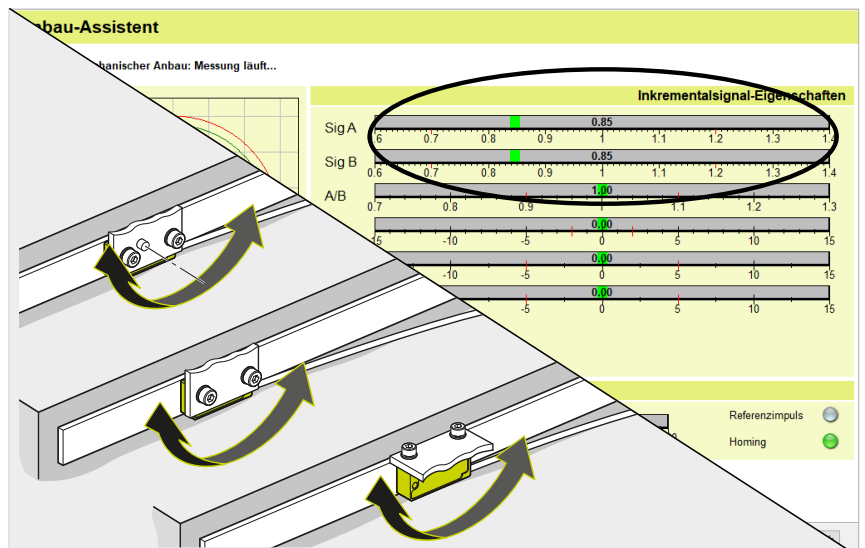 bau-Assistent
hanischer Anbau: Messung läuft...
Inkrementalsignal-Eigenschaften
Sig A
0.85
.6 0.7 0.8 0.9 1 1.1 1.2 1.3 1.4
Sig B
0.85
0.6 0.7 0.8 0.9 1 1.1 1.2 1.3 1.4
A/B
1.00
0.7 0.8 0.9 1 1.1 1.2 1.3
0.00
5 -10 -5 0 5 10 15
0.00
-10 -5 0 5 10 15
0.00
-5 0 5 10 15
Referenzimpuls
Homing